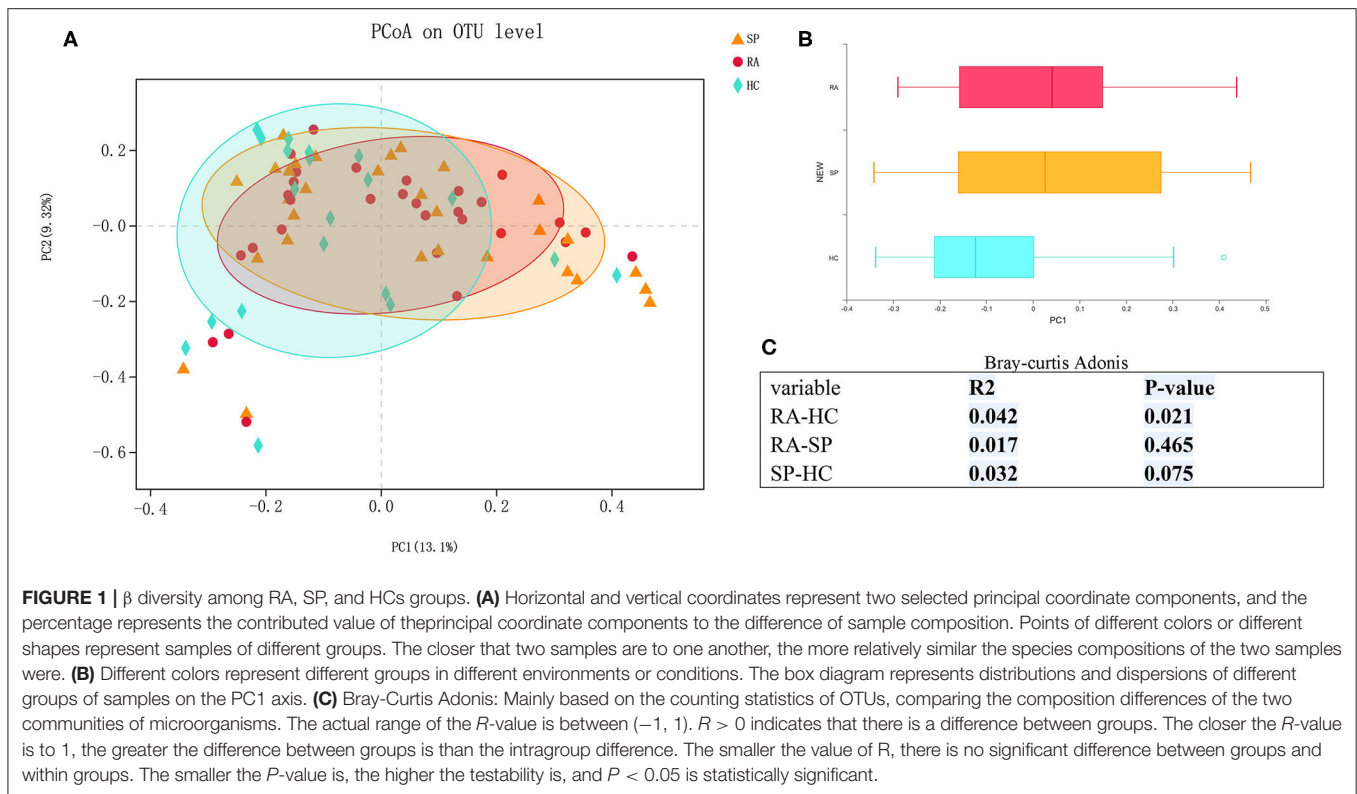 A
PCoA on OTU level
SP
RA
HC
PC2(9.32%)
0.2
-0.0
-0.2
-0.4
-0.6
-0.4
-0.2
0.0
0.2
0.4
PC1(13.1%)
B
NEW
RA
SP
HC
-0.4
-0.3
-0.2
-0.1
0
0.1
0.2
0.3
0.4
0.5
PC1
C
Bray-curtis Adonis
variable R2 P-value
RA-HC 0.042 0.021
RA-SP 0.017 0.465
SP-HC 0.032 0.075
FIGURE 1 | β diversity among RA, SP, and HCs groups. (A) Horizontal and vertical coordinates represent two selected principal coordinate components, and the
percentage represents the contributed value of theprincipal coordinate components to the difference of sample composition. Points of different colors or different
shapes represent samples of different groups. The closer that two samples are to one another, the more relatively similar the species compositions of the two samples
were. (B) Different colors represent different groups in different environments or conditions. The box diagram represents distributions and dispersions of different
groups of samples on the PC1 axis. (C) Bray-Curtis Adonis: Mainly based on the counting statistics of OTUs, comparing the composition differences of the two
communities of microorganisms. The actual range of the R-value is between (−1, 1). R > 0 indicates that there is a difference between groups. The closer the R-value
is to 1, the greater the difference between groups is than the intragroup difference. The smaller the value of R, there is no significant difference between groups and
within groups. The smaller the P-value is, the higher the testability is, and P < 0.05 is statistically significant.